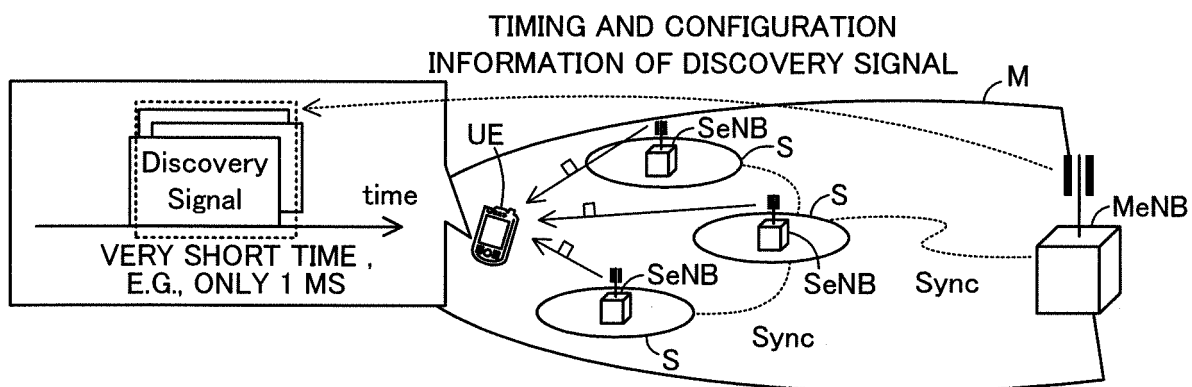 TIMING AND CONFIGURATION
INFORMATION OF DISCOVERY SIGNAL
M
UE
SeNB
S
Discovery
Signal
time
S
MeNB
VERY SHORT TIME ,
E.G., ONLY 1 MS
SeNB
SeNB
Sync
Sync
S